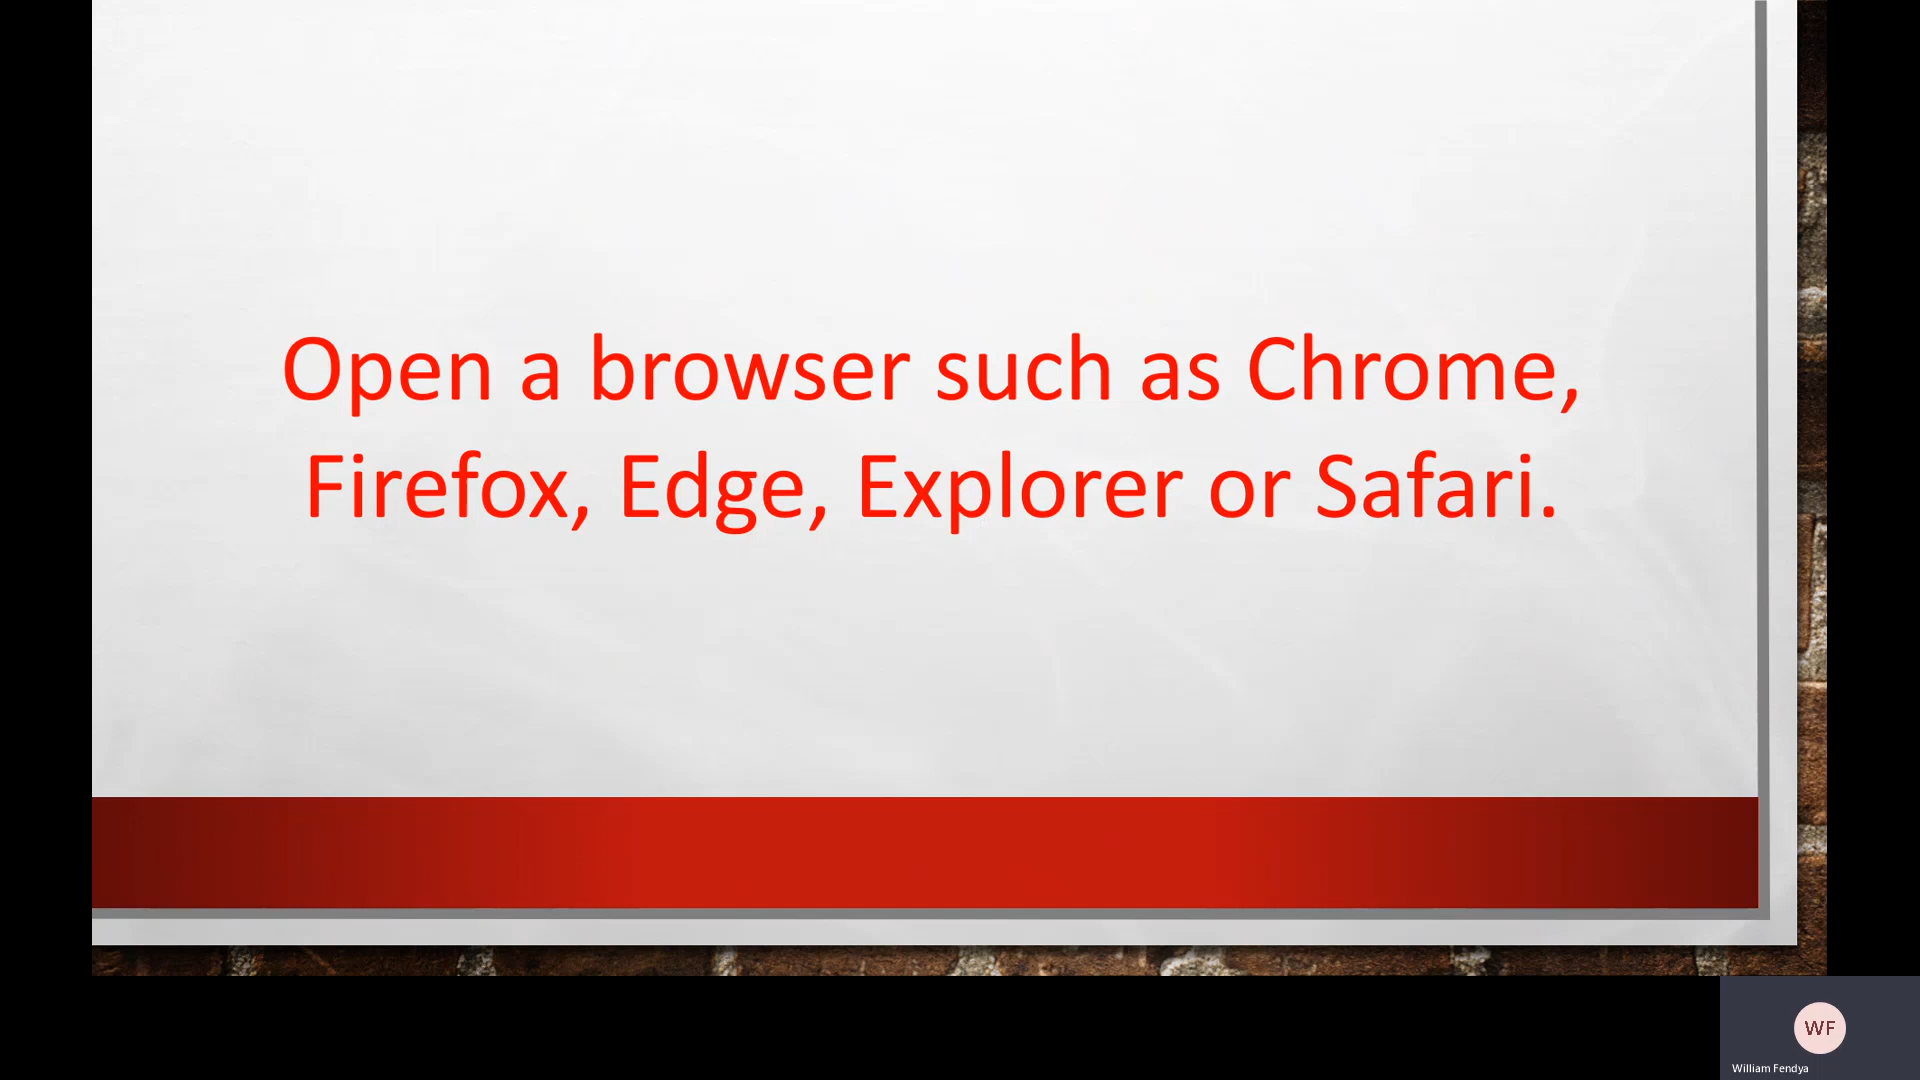 Open a browser such as Chrome,
Firefox, Edge, Explorer or Safari.
WF
William Fendya